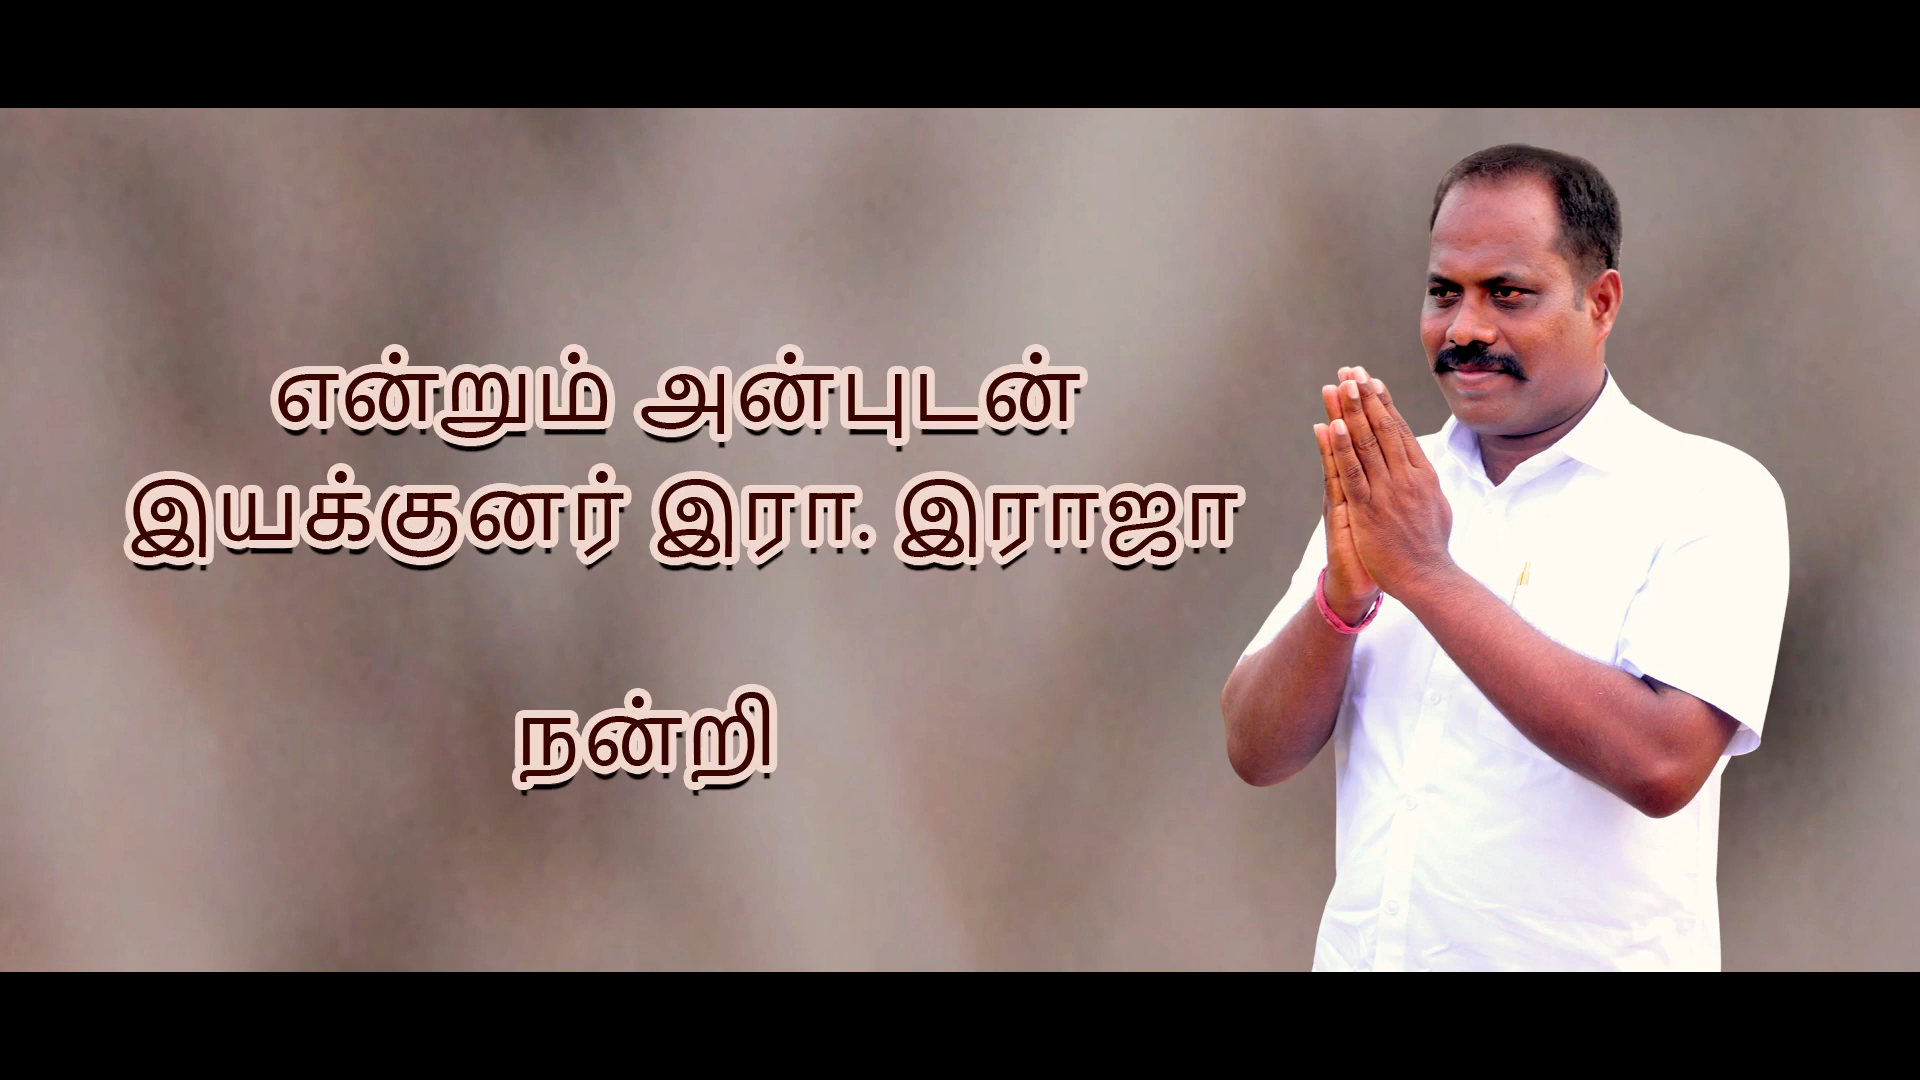 என்றும் அன்புடன்
இயக்குனர் இரா. இராஜா
நன்றி